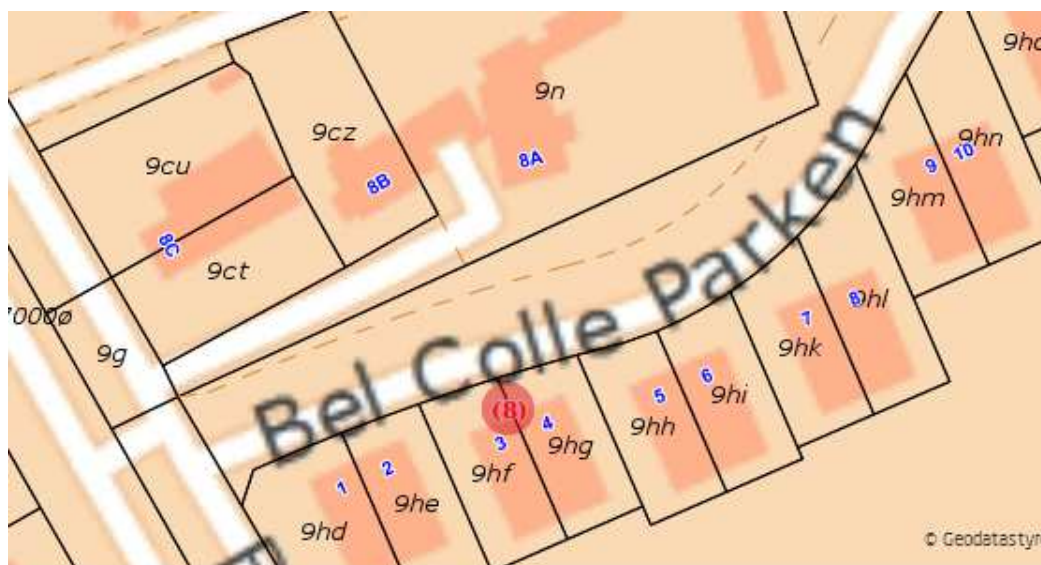 9ho
9n
9cz
9hn
10
9
8A
9cu
8B
9hm
8C
9ct
8
9hl
7000ø
7
9g
9hk
Bel Colle Parken
6
5
9hi
(8)
4
9hh
3
9hg
9hf
2
1
9he
9hd
© Geodatastyr